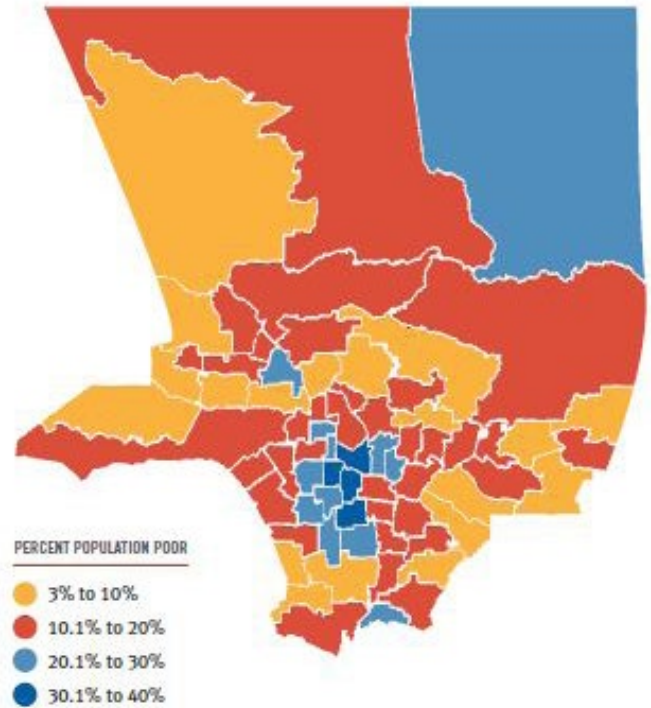 PERCENT POPULATION POOR
3% to 10%
10.1% to 20%
20.1% to 30%
30.1% to 40%